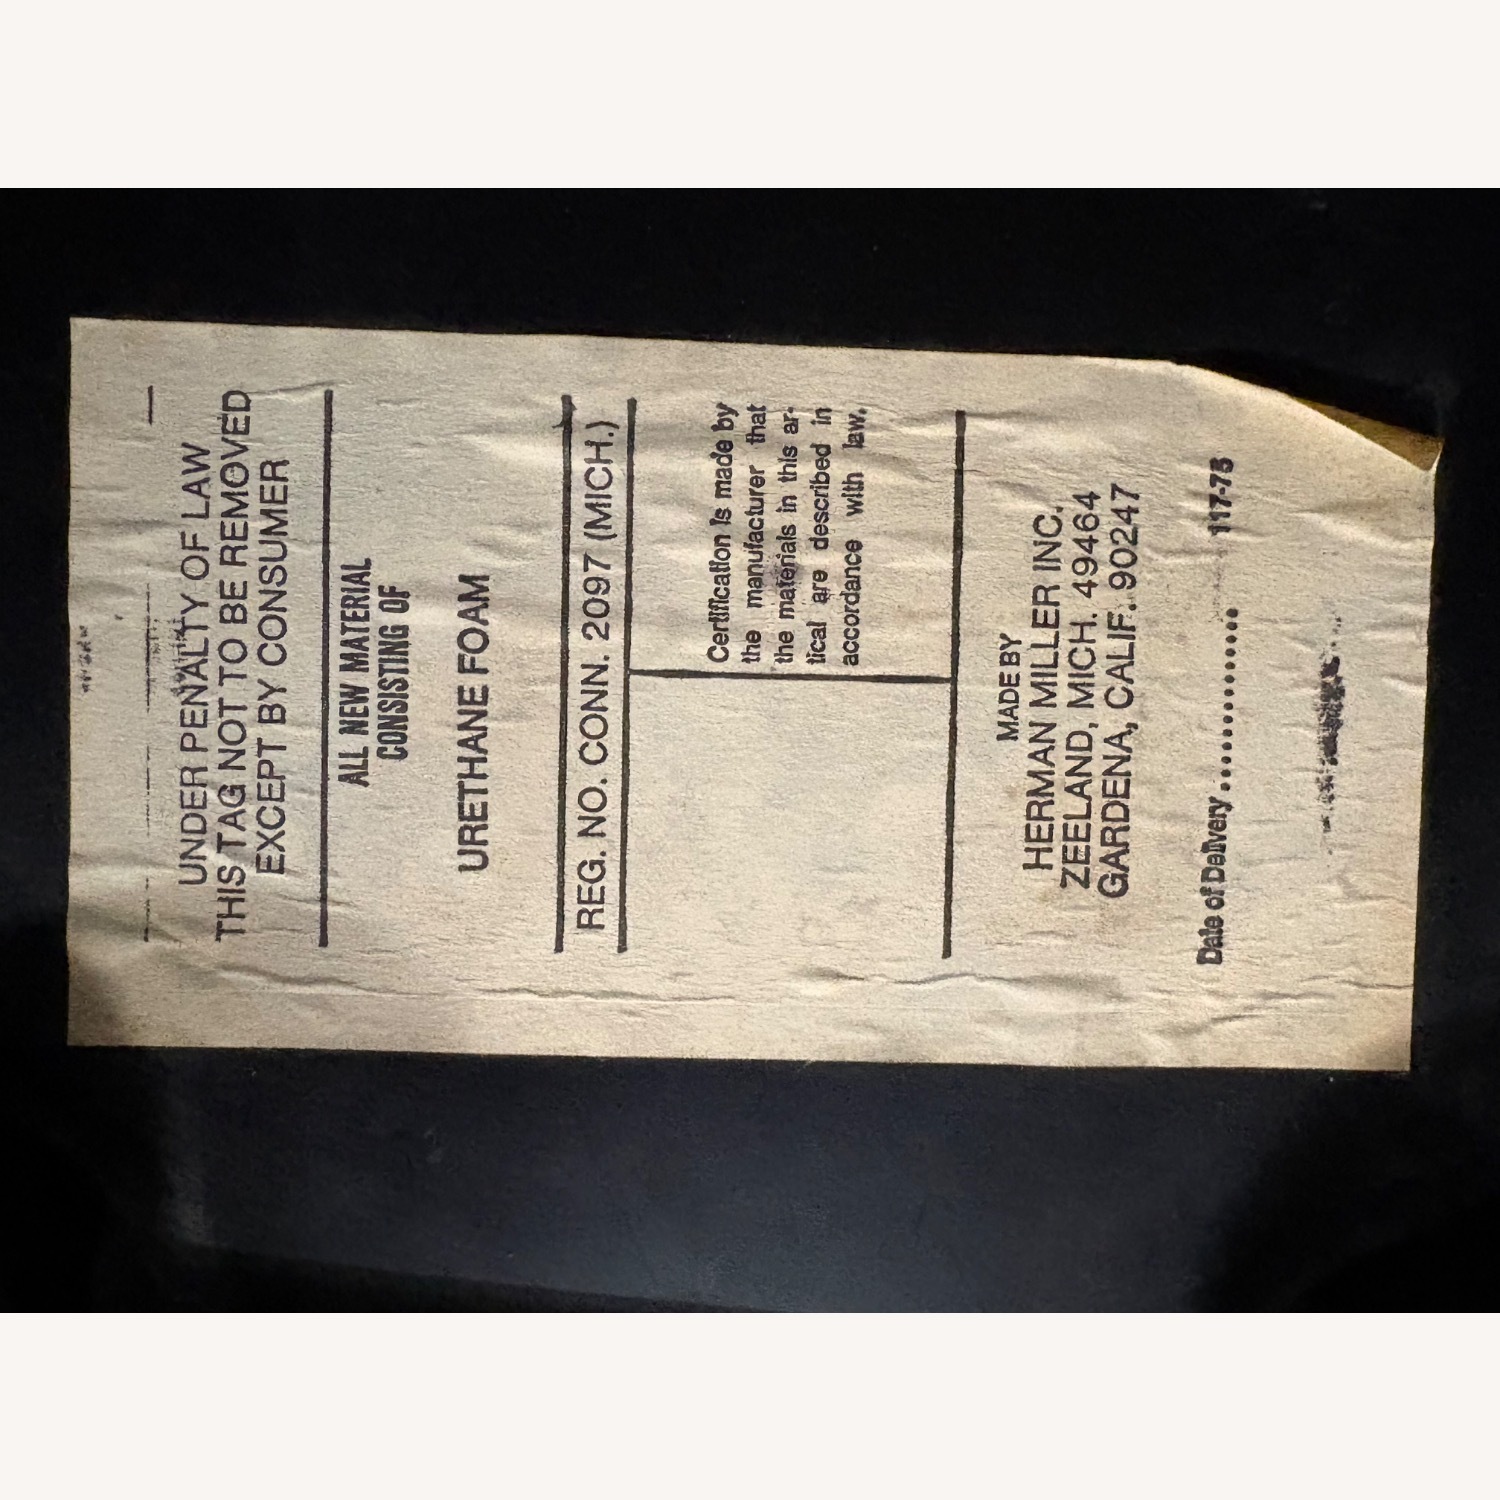 UNDER PENALTY OF LAW
THIS TAG NOT TO BE REMOVED
EXCEPT BY CONSUMER
ALL NEW MATERIAL
CONSISTING OF
URETHANE FOAM
REG. NO. CONN. 2097 (MICH.)
Certification is made by
the manufacturer that
the materials in this ar-
tical are described in
accordance with law.
MADE BY
HERMAN MILLER INC.
ZEELAND, MICH. 49464
GARDENA, CALIF. 90247
Date of Delivery ..............